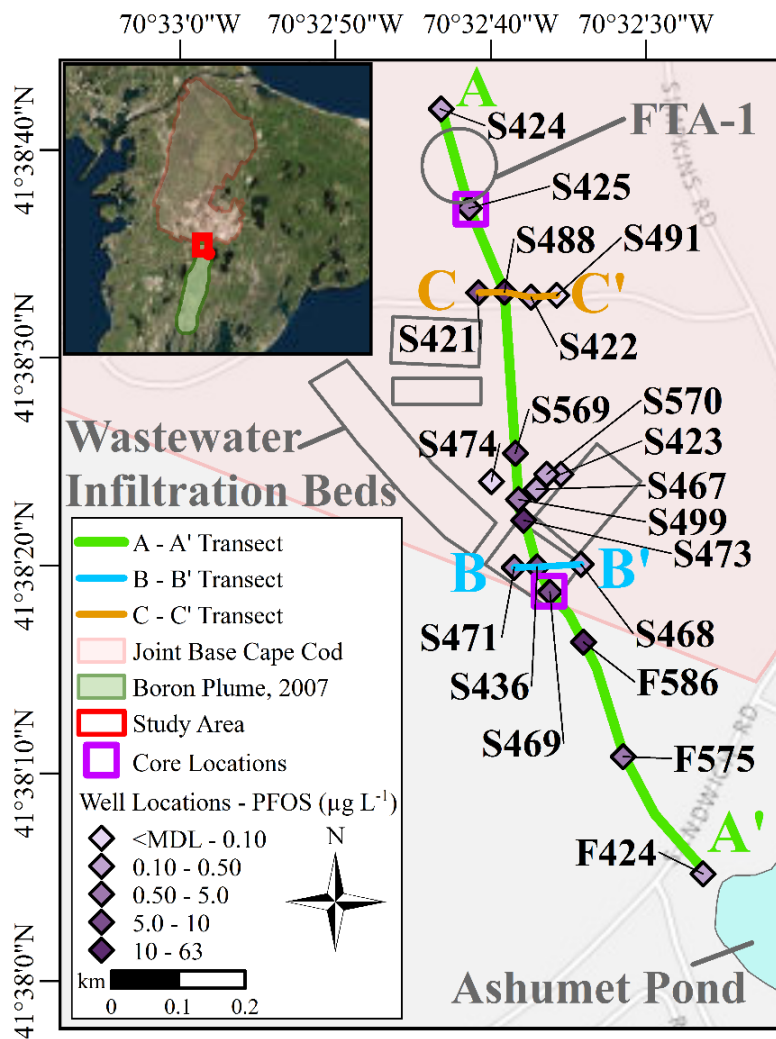 70°33'0"W 70°32'50"W 70°32'40"W 70°32'30"W
41°38'40"N
41°38'30"N
41°38'20"N
41°38'10"N
41°38'0"N
A
S424
FTA-1
SIMPKINS RD
S425
S488
S491
C
C'
S421
S422
S569
S570
S474
S423
Wastewater
Infiltration Beds
S467
S499
S473
B
B'
S471
S468
S436
F586
S469
F575
SANDWICH RD
A'
F424
Ashumet Pond
A - A' Transect
B - B' Transect
C - C' Transect
Joint Base Cape Cod
Boron Plume, 2007
Study Area
Core Locations
Well Locations - PFOS (µg L⁻¹)
<MDL - 0.10
0.10 - 0.50
0.50 - 5.0
5.0 - 10
10 - 63
N
km
0 0.1 0.2